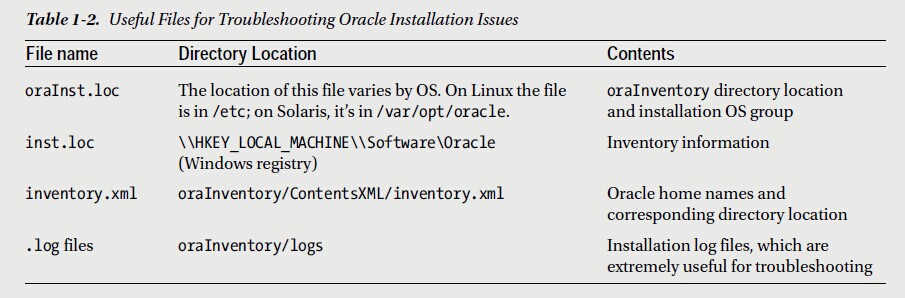 Table 1-2. Useful Files for Troubleshooting Oracle Installation Issues
File name Directory Location Contents
oraInst.loc The location of this file varies by OS. On Linux the file oraInventory directory location
is in /etc; on Solaris, it's in /var/opt/oracle. and installation OS group
inst.loc \\HKEY_LOCAL_MACHINE\\Software\Oracle Inventory information
(Windows registry)
inventory.xml oraInventory/ContentsXML/inventory.xml Oracle home names and
corresponding directory location
.log files oraInventory/logs Installation log files, which are
extremely useful for troubleshooting